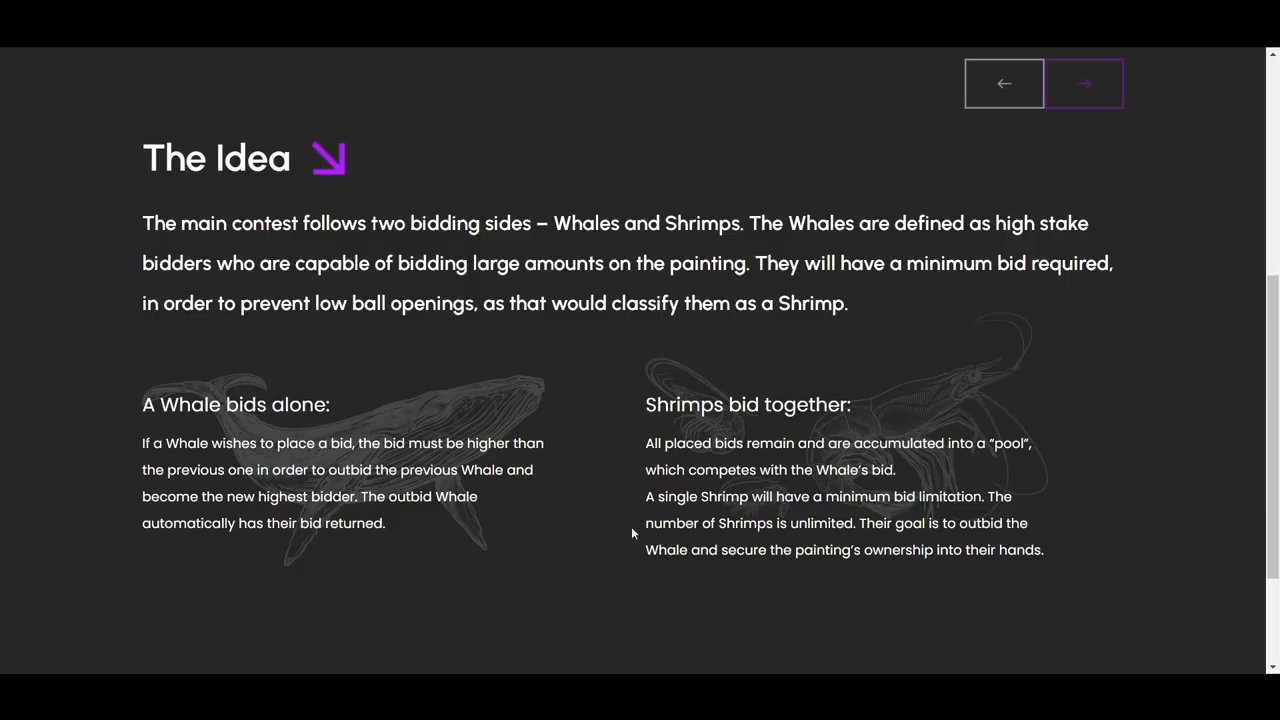 The Idea
The main contest follows two bidding sides – Whales and Shrimps. The Whales are defined as high stake
bidders who are capable of bidding large amounts on the painting. They will have a minimum bid required,
in order to prevent low ball openings, as that would classify them as a Shrimp.
A Whale bids alone:
If a Whale wishes to place a bid, the bid must be higher than
the previous one in order to outbid the previous Whale and
become the new highest bidder. The outbid Whale
automatically has their bid returned.
Shrimps bid together:
All placed bids remain and are accumulated into a “pool”,
which competes with the Whale’s bid.
A single Shrimp will have a minimum bid limitation. The
number of Shrimps is unlimited. Their goal is to outbid the
Whale and secure the painting’s ownership into their hands.